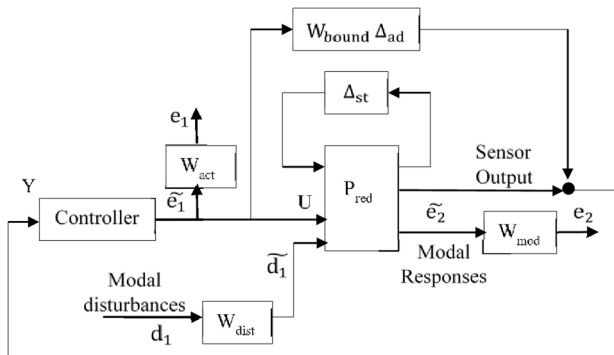 W_bound Δ_ad
Δ_st
e_1
W_act
P_red
Sensor
Output
Y
Controller
ẽ_1
U
ẽ_2
W_mod
e_2
d̃_1
Modal
Responses
Modal
disturbances
d_1
W_dist